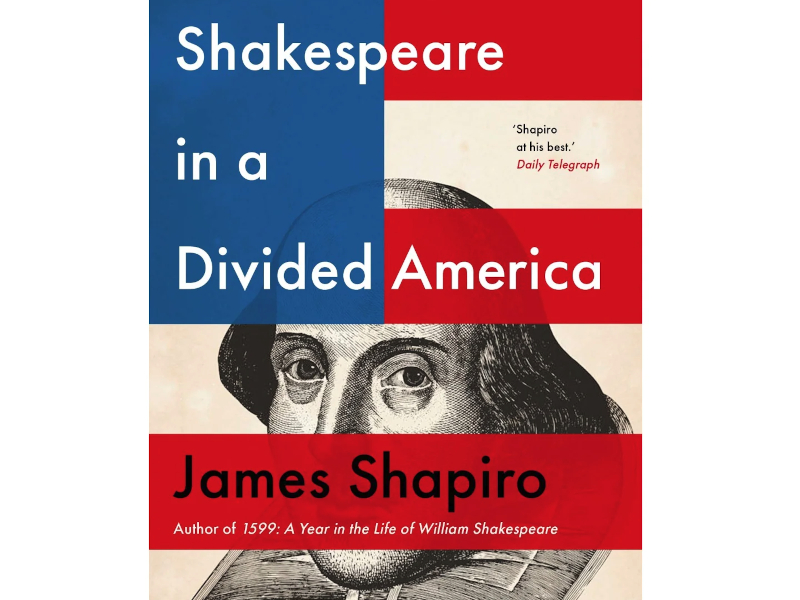 Shakespeare
in a
Divided America
‘Shapiro
at his best.’
Daily Telegraph
James Shapiro
Author of 1599: A Year in the Life of William Shakespeare